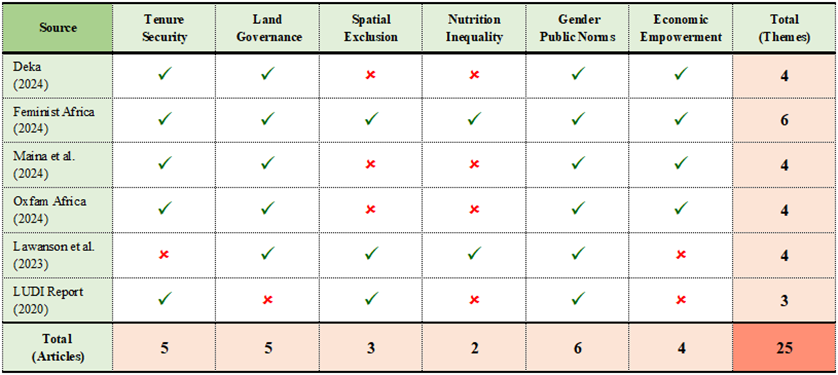 Source Tenure Security Land Governance Spatial Exclusion Nutrition Inequality Gender Public Norms Economic Empowerment Total (Themes)
Deka (2024) ✓ ✓ ✗ ✗ ✓ ✓ 4
Feminist Africa (2024) ✓ ✓ ✓ ✓ ✓ ✓ 6
Maina et al. (2024) ✓ ✓ ✗ ✗ ✓ ✓ 4
Oxfam Africa (2024) ✓ ✓ ✗ ✗ ✓ ✓ 4
Lawanson et al. (2023) ✗ ✓ ✓ ✓ ✓ ✗ 4
LUDI Report (2020) ✓ ✗ ✓ ✗ ✓ ✗ 3
Total (Articles) 5 5 3 2 6 4 25